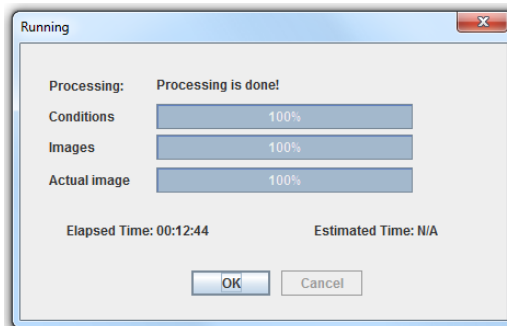 Running
Processing: Processing is done!
Conditions 100%
Images 100%
Actual image 100%
Elapsed Time: 00:12:44 Estimated Time: N/A
OK Cancel